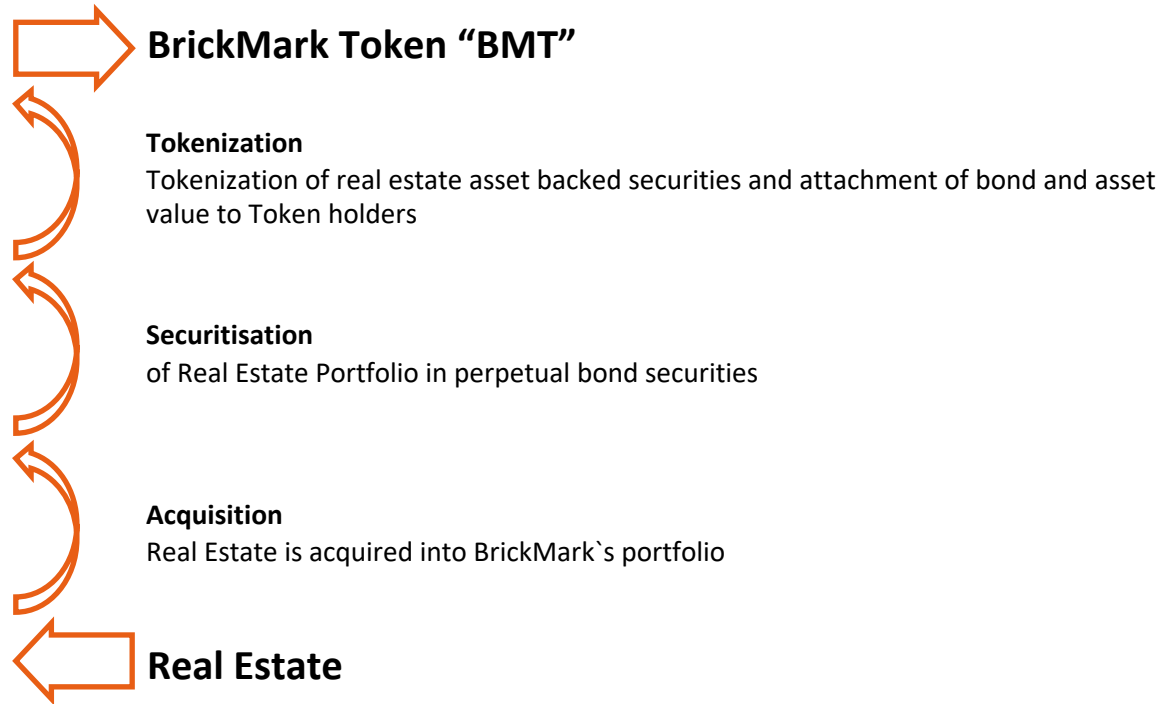 BrickMark Token “BMT”
Tokenization
Tokenization of real estate asset backed securities and attachment of bond and asset
value to Token holders
Securitisation
of Real Estate Portfolio in perpetual bond securities
Acquisition
Real Estate is acquired into BrickMark`s portfolio
Real Estate